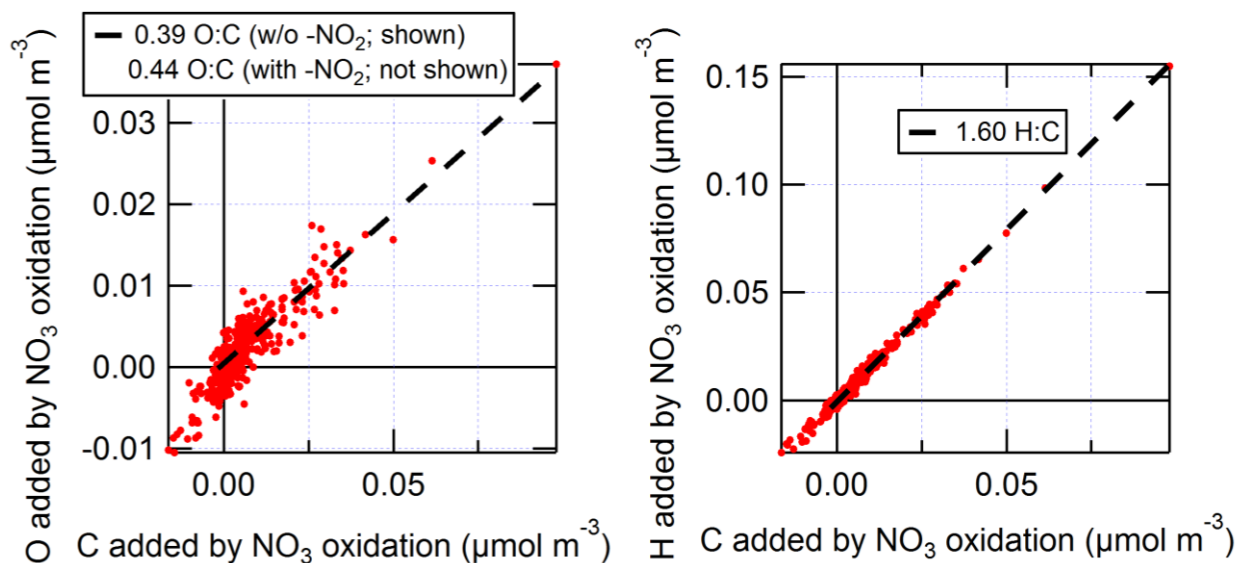 0.39 O:C (w/o -NO₂; shown)
0.44 O:C (with -NO₂; not shown)
O added by NO₃ oxidation (µmol m⁻³)
0.03
0.02
0.01
0.00
-0.01
0.00
0.05
C added by NO₃ oxidation (µmol m⁻³)
1.60 H:C
H added by NO₃ oxidation (µmol m⁻³)
0.15
0.10
0.05
0.00
0.00
0.05
C added by NO₃ oxidation (µmol m⁻³)